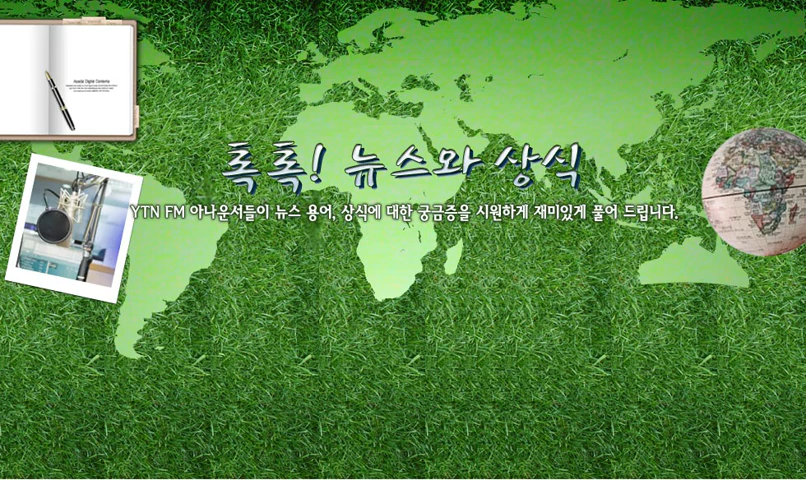 톡톡! 뉴스와 상식
YTN FM 아나운서들이 뉴스 용어, 상식에 대한 궁금증을 시원하게 재미있게 풀어 드립니다.